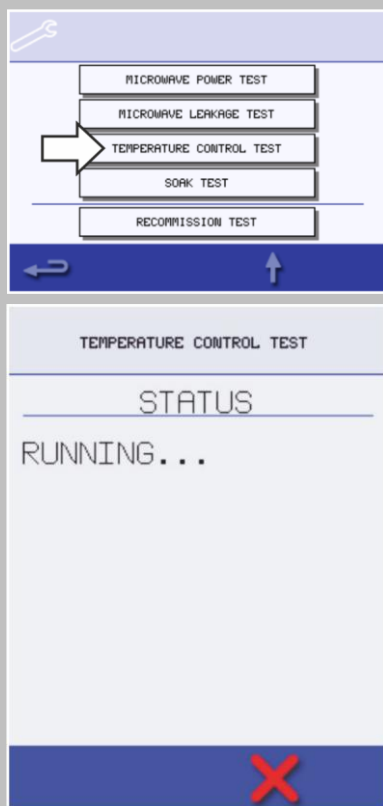 MICROWAVE POWER TEST
MICROWAVE LEAKAGE TEST
TEMPERATURE CONTROL TEST
SOAK TEST
RECOMMISSION TEST
TEMPERATURE CONTROL TEST
STATUS
RUNNING...